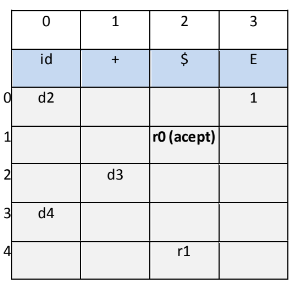 0 1 2 3
id + $ E
0 d2 1
1 r0 (acept)
2 d3
3 d4
4 r1